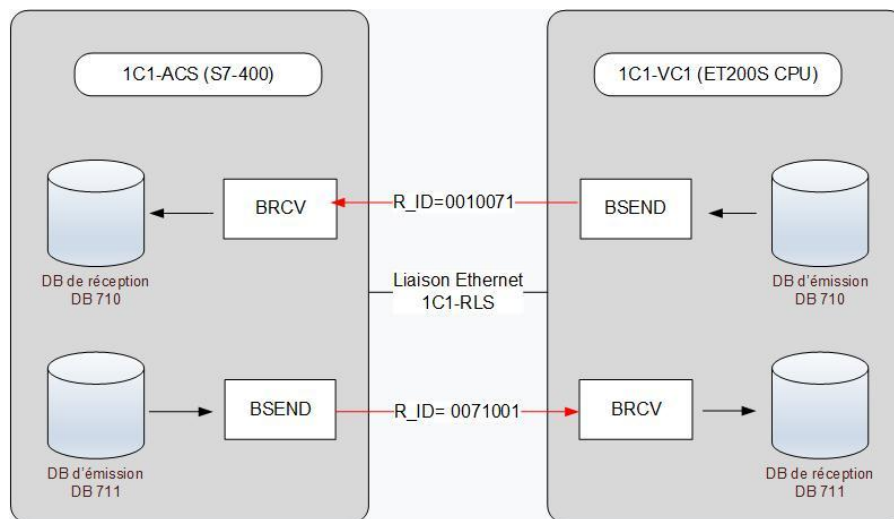 1C1-ACS (S7-400)
1C1-VC1 (ET200S CPU)
BRCV
R_ID=0010071
BSEND
DB de réception
DB 710
DB d'émission
DB 710
Liaison Ethernet
1C1-RLS
BSEND
R_ID= 0071001
BRCV
DB d'émission
DB 711
DB de réception
DB 711